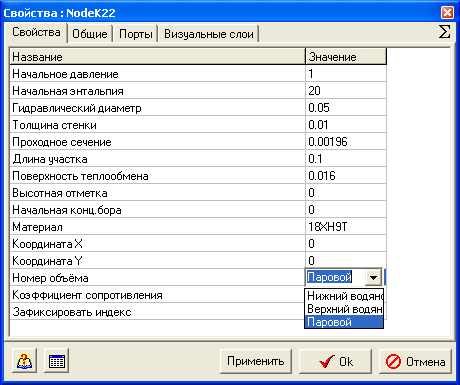 Свойства : NodeK22
Свойства Общие Порты Визуальные слои Σ
Название Значение
Начальное давление 1
Начальная энтальпия 20
Гидравлический диаметр 0.05
Толщина стенки 0.01
Проходное сечение 0.00196
Длина участка 0.1
Поверхность теплообмена 0.016
Высотная отметка 0
Начальная конц.бора 0
Материал 18ХН9Т
Координата X 0
Координата Y 0
Номер объёма Паровой
Коэффициент сопротивления Нижний водяно
Верхний водян
Зафиксировать индекс Паровой
Применить Ok Отмена